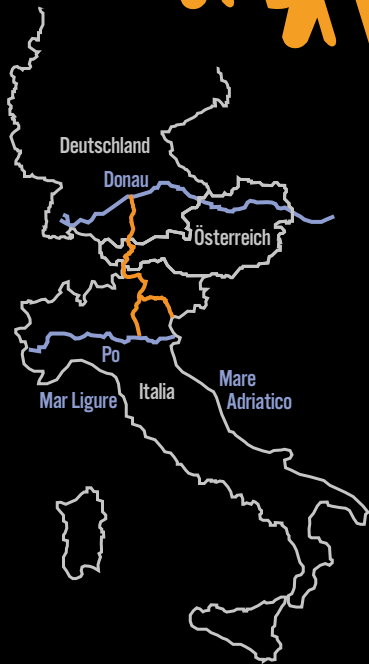 Deutschland
Donau
Österreich
Po
Italia
Mare
Adriatico
Mar Ligure